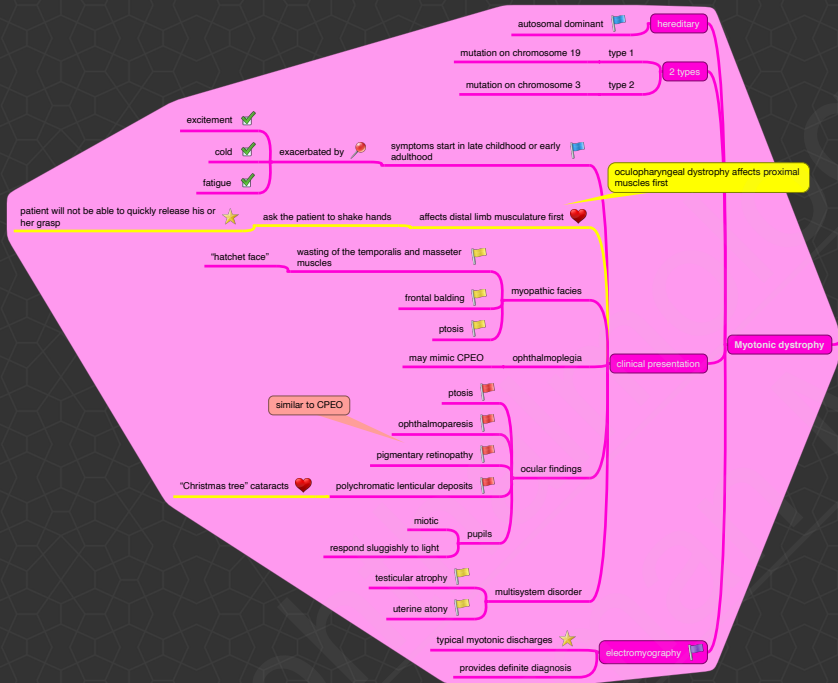 autosomal dominant
hereditary
mutation on chromosome 19
type 1
2 types
mutation on chromosome 3
type 2
excitement
cold
exacerbated by
symptoms start in late childhood or early
adulthood
fatigue
oculopharyngeal dystrophy affects proximal
muscles first
patient will not be able to quickly release his or
her grasp
ask the patient to shake hands
affects distal limb musculature first
"hatchet face"
wasting of the temporalis and masseter
muscles
frontal balding
myopathic facies
ptosis
may mimic CPEO
ophthalmoplegia
clinical presentation
Myotonic dystrophy
ptosis
similar to CPEO
ophthalmoparesis
pigmentary retinopathy
ocular findings
"Christmas tree" cataracts
polychromatic lenticular deposits
miotic
pupils
respond sluggishly to light
testicular atrophy
multisystem disorder
uterine atony
typical myotonic discharges
electromyography
provides definite diagnosis